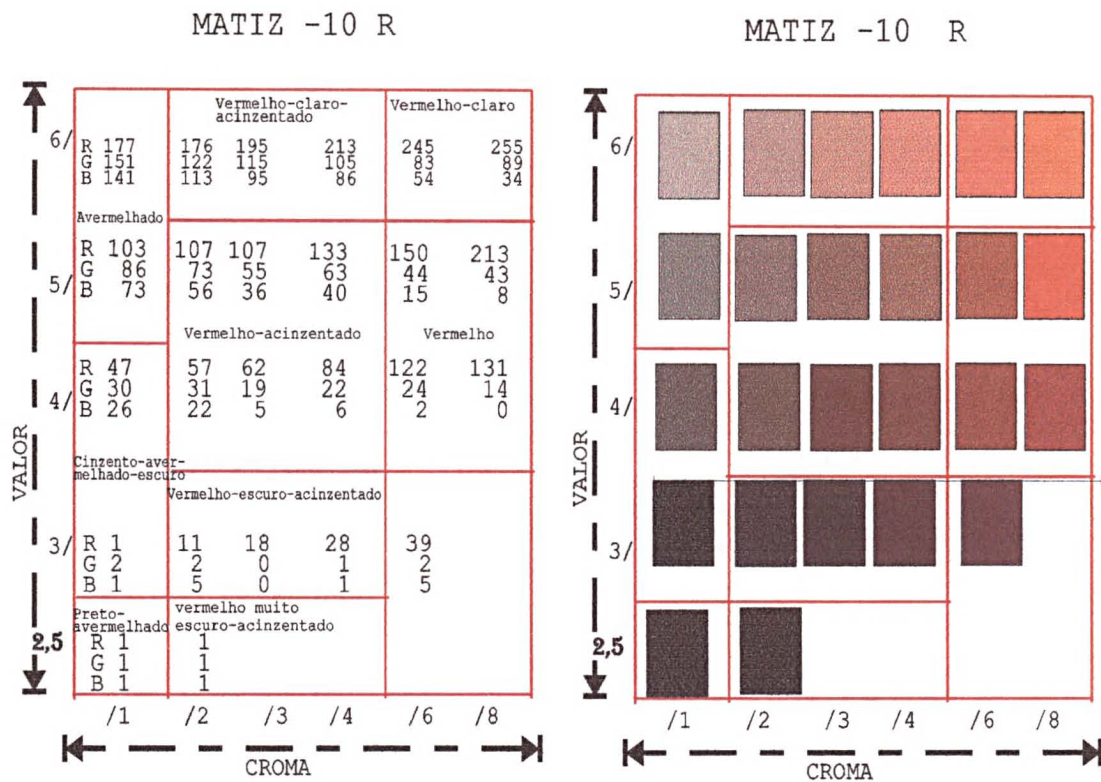 MATIZ -10 R
Vermelho-claro-
acinzentado
Vermelho-claro
6/
R 177 176 195 213 245 255
G 151 122 115 105 83 89
B 141 113 95 86 54 34
Avermelhado
R 103 107 107 133 150 213
G 86 73 55 63 44 43
5/
B 73 56 36 40 15 8
Vermelho-acinzentado
Vermelho
R 47 57 62 84 122 131
G 30 31 19 22 24 14
4/
B 26 22 5 6 2 0
VALOR
Cinzento-aver-
melhado-escuro
Vermelho-escuro-acinzentado
3/
R 1 11 18 28 39
G 2 2 0 1 2
B 1 5 0 1 5
Preto-
avermelhado
vermelho muito
escuro-acinzentado
2,5
R 1 1
G 1 1
B 1 1
/1 /2 /3 /4 /6 /8
CROMA
MATIZ -10 R
6/
5/
4/
VALOR
3/
2,5
/1 /2 /3 /4 /6 /8
CROMA